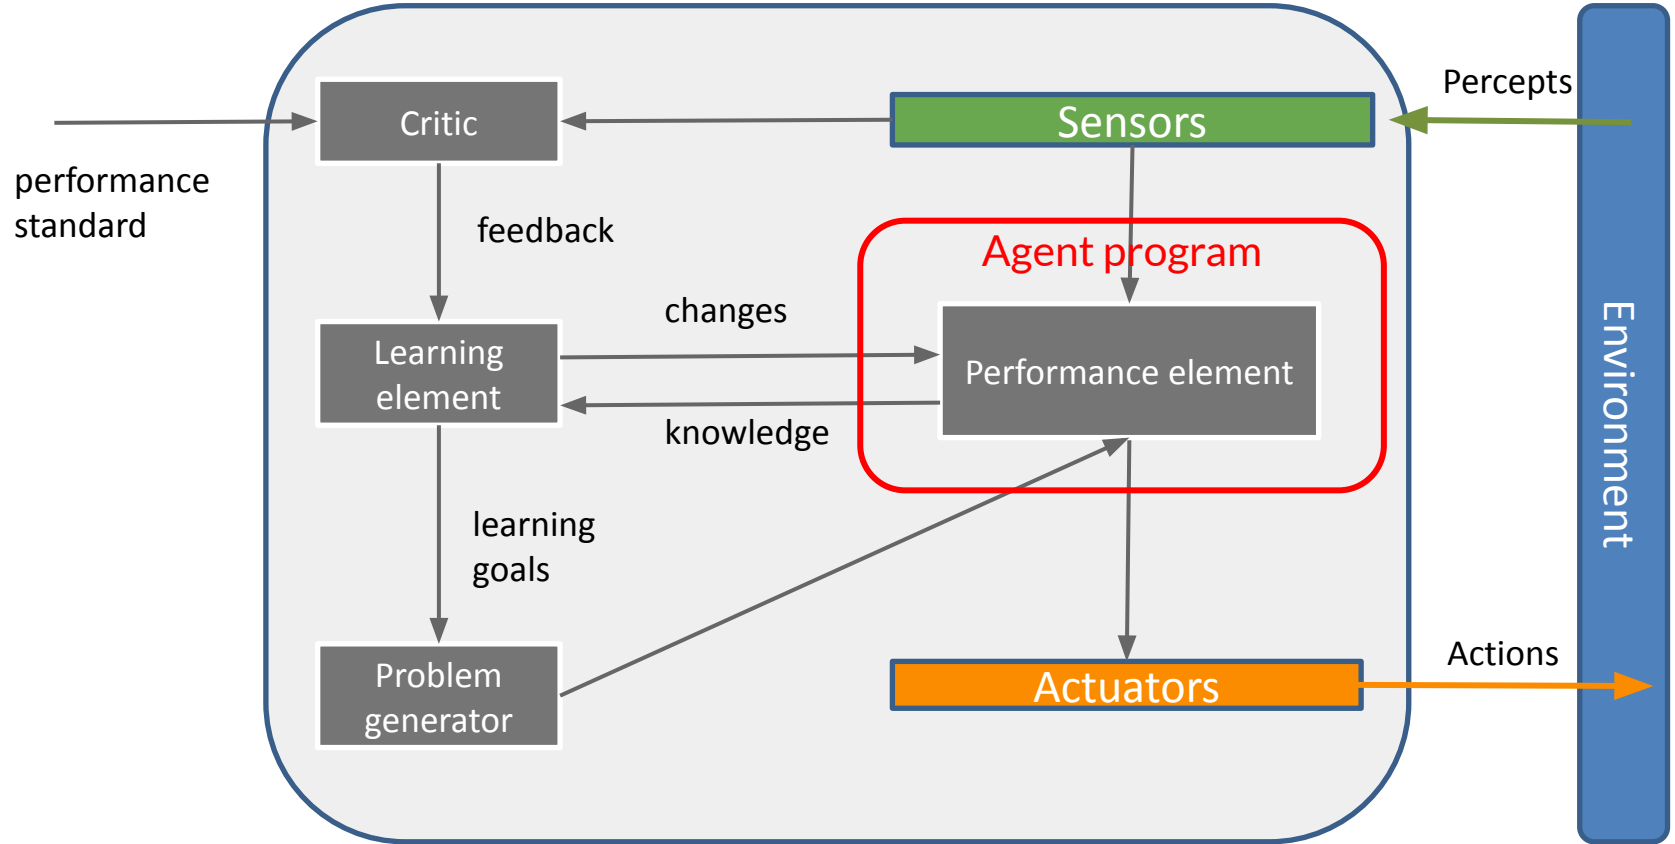 Percepts
Critic
Sensors
performance
standard
feedback
Agent program
changes
Learning
element
Performance element
knowledge
Environment
learning
goals
Problem
generator
Actuators
Actions